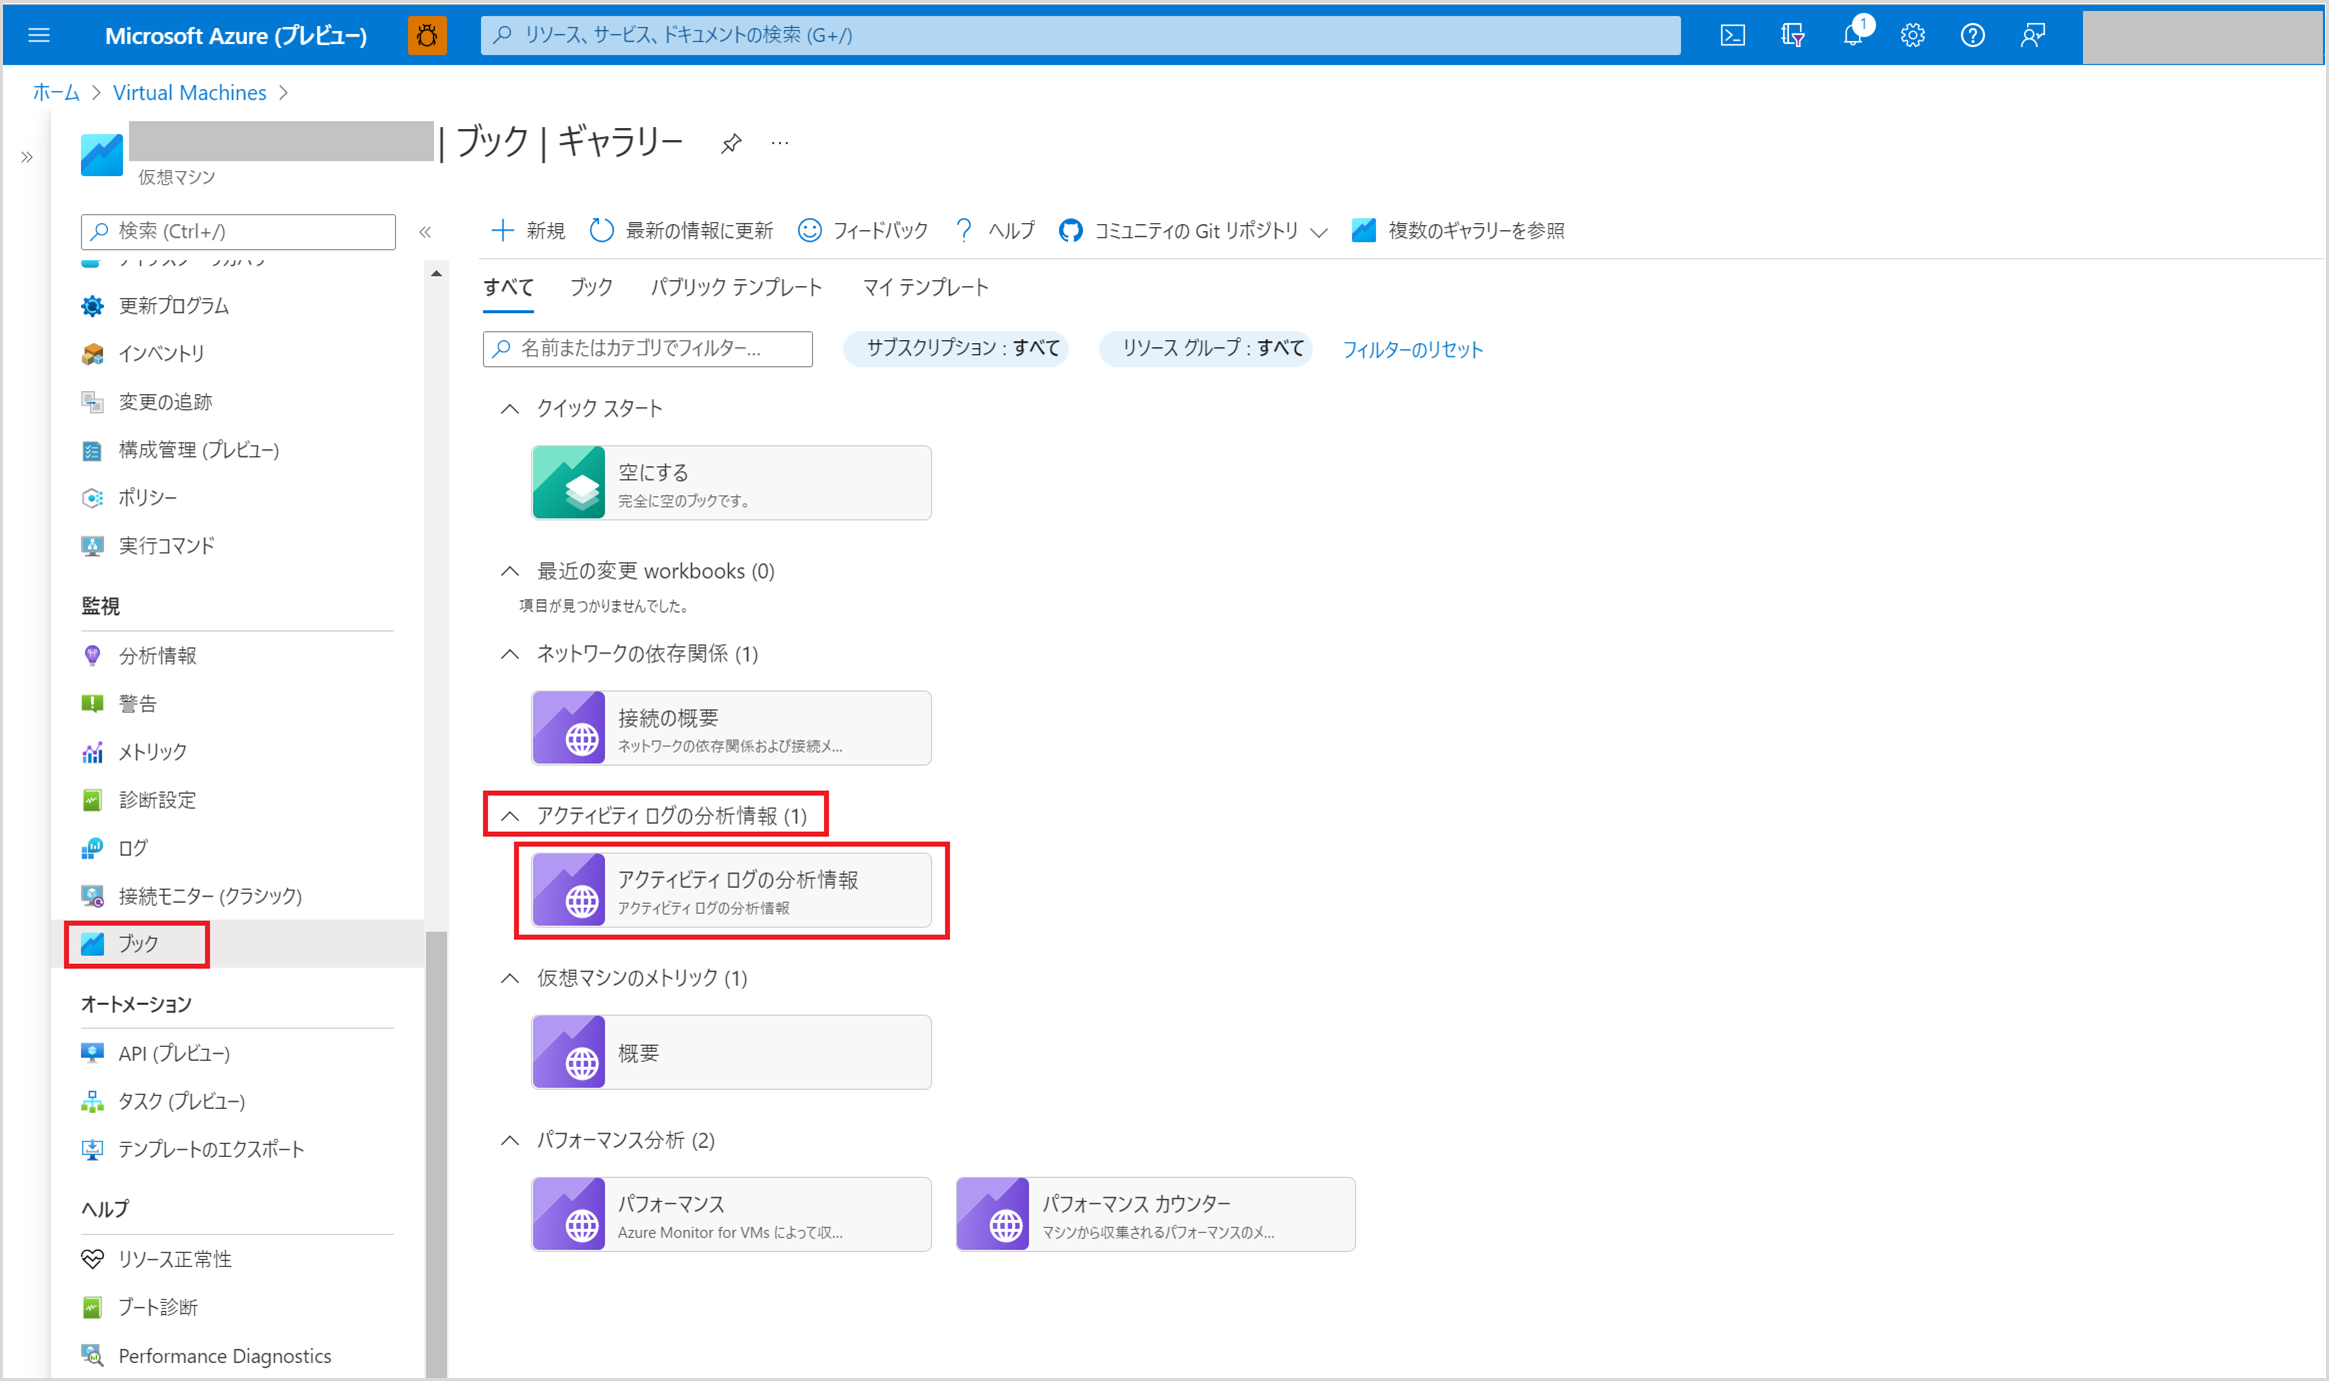 Microsoft Azure (プレビュー)
リソース、サービス、ドキュメントの検索 (G+/)
1
ホーム > Virtual Machines >
| ブック | ギャラリー
仮想マシン
検索 (Ctrl+/)
新規
最新の情報に更新
フィードバック
ヘルプ
コミュニティの Git リポジトリ
複数のギャラリーを参照
更新プログラム
インベントリ
変更の追跡
構成管理 (プレビュー)
ポリシー
実行コマンド
監視
分析情報
警告
メトリック
診断設定
ログ
接続モニター (クラシック)
ブック
オートメーション
API (プレビュー)
タスク (プレビュー)
テンプレートのエクスポート
ヘルプ
リソース正常性
ブート診断
Performance Diagnostics
すべて
ブック
パブリック テンプレート
マイ テンプレート
名前またはカテゴリでフィルター...
サブスクリプション : すべて
リソース グループ : すべて
フィルターのリセット
クイック スタート
空にする
完全に空のブックです。
最近の変更 workbooks (0)
項目が見つかりませんでした。
ネットワークの依存関係 (1)
接続の概要
ネットワークの依存関係および接続メ...
アクティビティ ログの分析情報 (1)
アクティビティ ログの分析情報
アクティビティ ログの分析情報
仮想マシンのメトリック (1)
概要
パフォーマンス分析 (2)
パフォーマンス
Azure Monitor for VMs によって収...
パフォーマンス カウンター
マシンから収集されるパフォーマンスのメ...